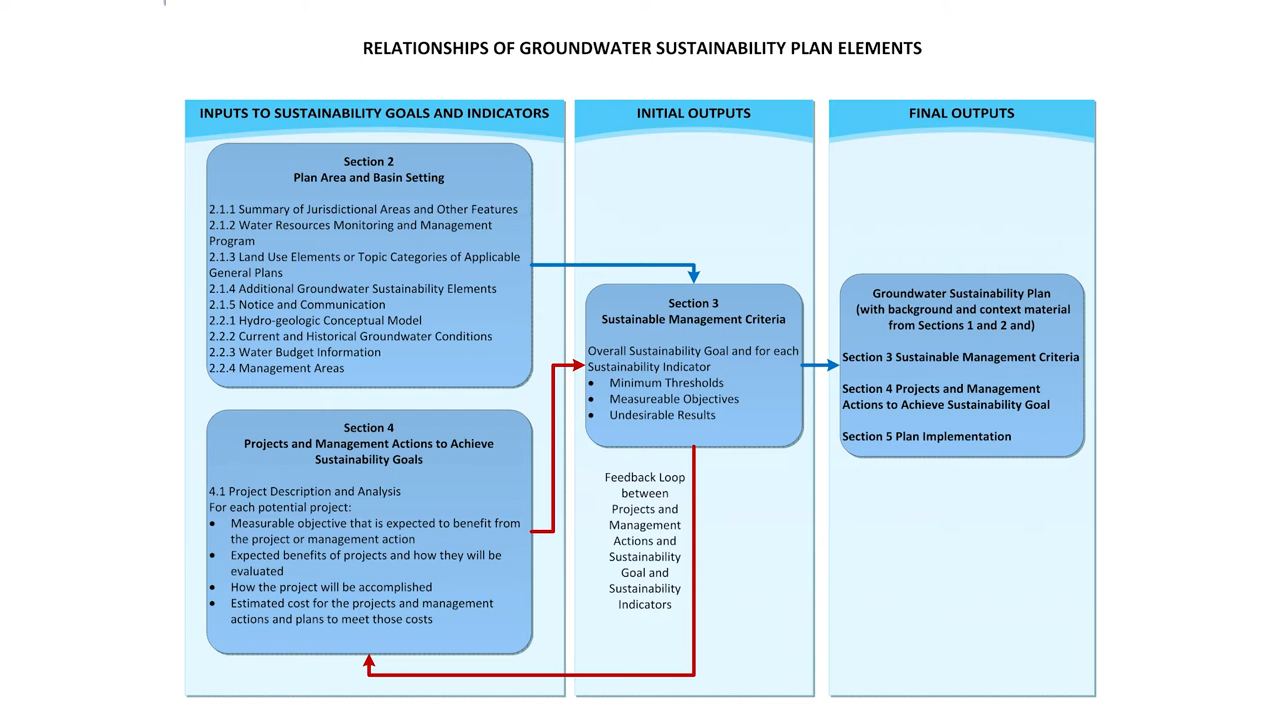 RELATIONSHIPS OF GROUNDWATER SUSTAINABILITY PLAN ELEMENTS
INPUTS TO SUSTAINABILITY GOALS AND INDICATORS
Section 2
Plan Area and Basin Setting
2.1.1 Summary of Jurisdictional Areas and Other Features
2.1.2 Water Resources Monitoring and Management
Program
2.1.3 Land Use Elements or Topic Categories of Applicable
General Plans
2.1.4 Additional Groundwater Sustainability Elements
2.1.5 Notice and Communication
2.2.1 Hydro-geologic Conceptual Model
2.2.2 Current and Historical Groundwater Conditions
2.2.3 Water Budget Information
2.2.4 Management Areas
Section 4
Projects and Management Actions to Achieve
Sustainability Goals
4.1 Project Description and Analysis
For each potential project:
• Measurable objective that is expected to benefit from
the project or management action
• Expected benefits of projects and how they will be
evaluated
• How the project will be accomplished
• Estimated cost for the projects and management
actions and plans to meet those costs
INITIAL OUTPUTS
Section 3
Sustainable Management Criteria
Overall Sustainability Goal and for each
Sustainability Indicator
• Minimum Thresholds
• Measureable Objectives
• Undesirable Results
Feedback Loop
between
Projects and
Management
Actions and
Sustainability
Goal and
Sustainability
Indicators
FINAL OUTPUTS
Groundwater Sustainability Plan
(with background and context material
from Sections 1 and 2 and)
Section 3 Sustainable Management Criteria
Section 4 Projects and Management
Actions to Achieve Sustainability Goal
Section 5 Plan Implementation